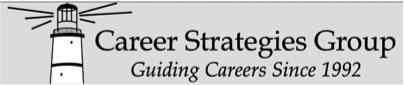 Career Strategies Group
Guiding Careers Since 1992